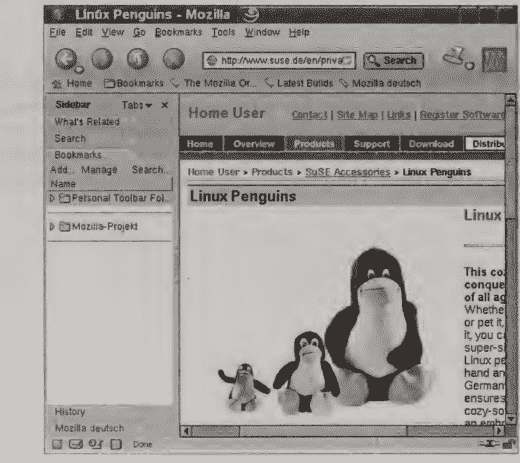 Linux Penguins - Mozilla
File Edit View Go Bookmarks Tools Window Help
http://www.suse.de/en/priva Search
Home Bookmarks The Mozilla Or... Latest Builds Mozilla deutsch
Sidebar Tabs
What's Related
Search
Bookmarks
Add.. Manage Search..
Name
Personal Toolbar Fol..
Mozilla-Projekt
History
Mozilla deutsch
Home User Contact | Site Map | Links | Register Software
Home Overview Products Support Download Distribu
Home User > Products > SuSE Accessories > Linux Penguins
Linux Penguins
Linux
This co
conque
of all ag
Whethe
or pet it,
it, you ca
super-s
Linux pe
hand an
German
ensures
cozy-so
an embr
Done